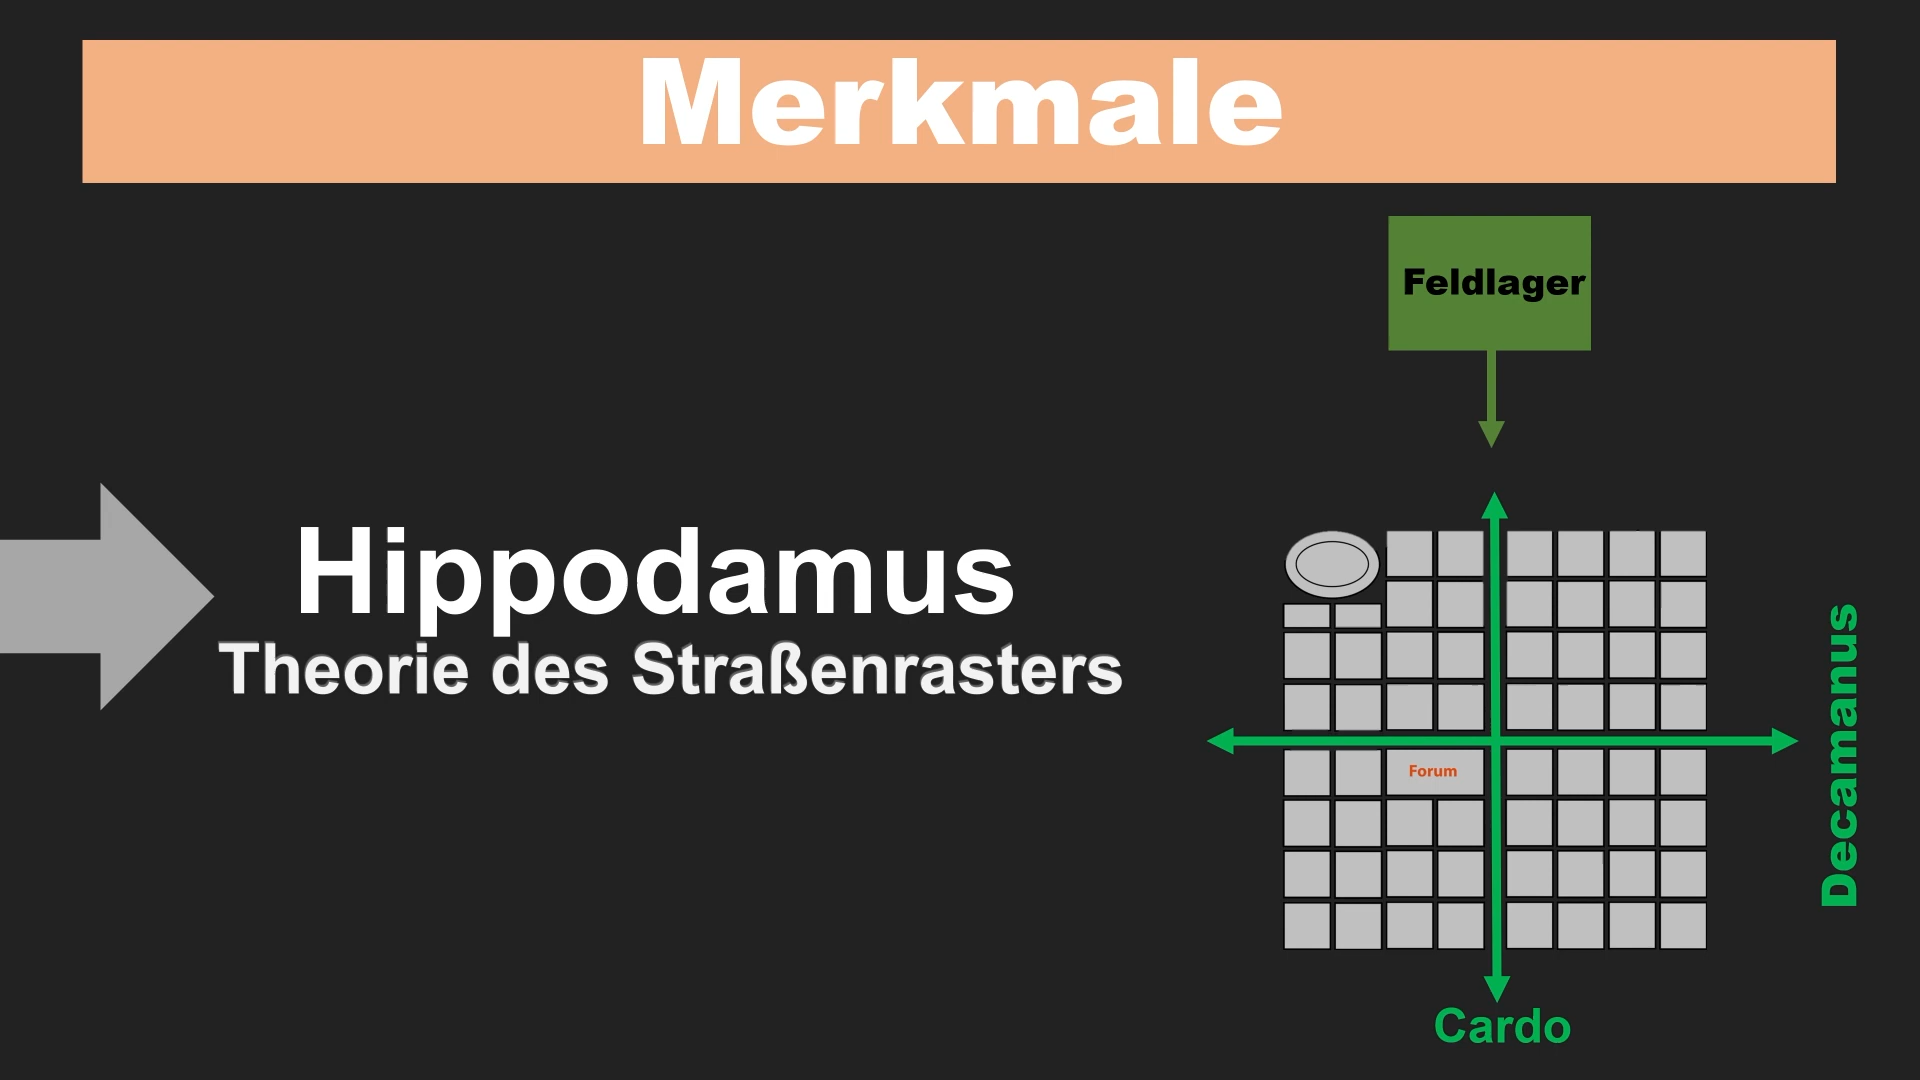 Merkmale
Feldlager
Hippodamus
Theorie des Straßenrasters
Forum
Decamanus
Cardo